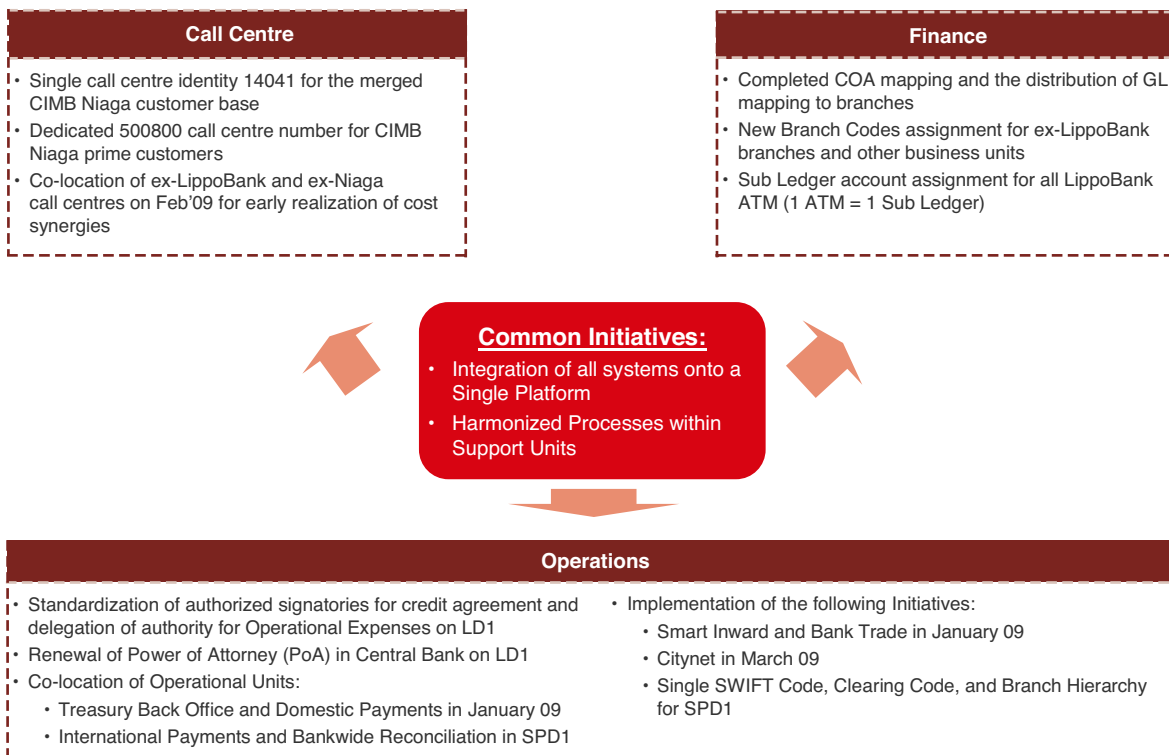 Call Centre
• Single call centre identity 14041 for the merged
CIMB Niaga customer base
• Dedicated 500800 call centre number for CIMB
Niaga prime customers
• Co-location of ex-LippoBank and ex-Niaga
call centres on Feb'09 for early realization of cost
synergies
Finance
• Completed COA mapping and the distribution of GL
mapping to branches
• New Branch Codes assignment for ex-LippoBank
branches and other business units
• Sub Ledger account assignment for all LippoBank
ATM (1 ATM = 1 Sub Ledger)
Common Initiatives:
• Integration of all systems onto a
Single Platform
• Harmonized Processes within
Support Units
Operations
• Standardization of authorized signatories for credit agreement and
delegation of authority for Operational Expenses on LD1
• Renewal of Power of Attorney (PoA) in Central Bank on LD1
• Co-location of Operational Units:
• Treasury Back Office and Domestic Payments in January 09
• International Payments and Bankwide Reconciliation in SPD1
• Implementation of the following Initiatives:
• Smart Inward and Bank Trade in January 09
• Citynet in March 09
• Single SWIFT Code, Clearing Code, and Branch Hierarchy
for SPD1